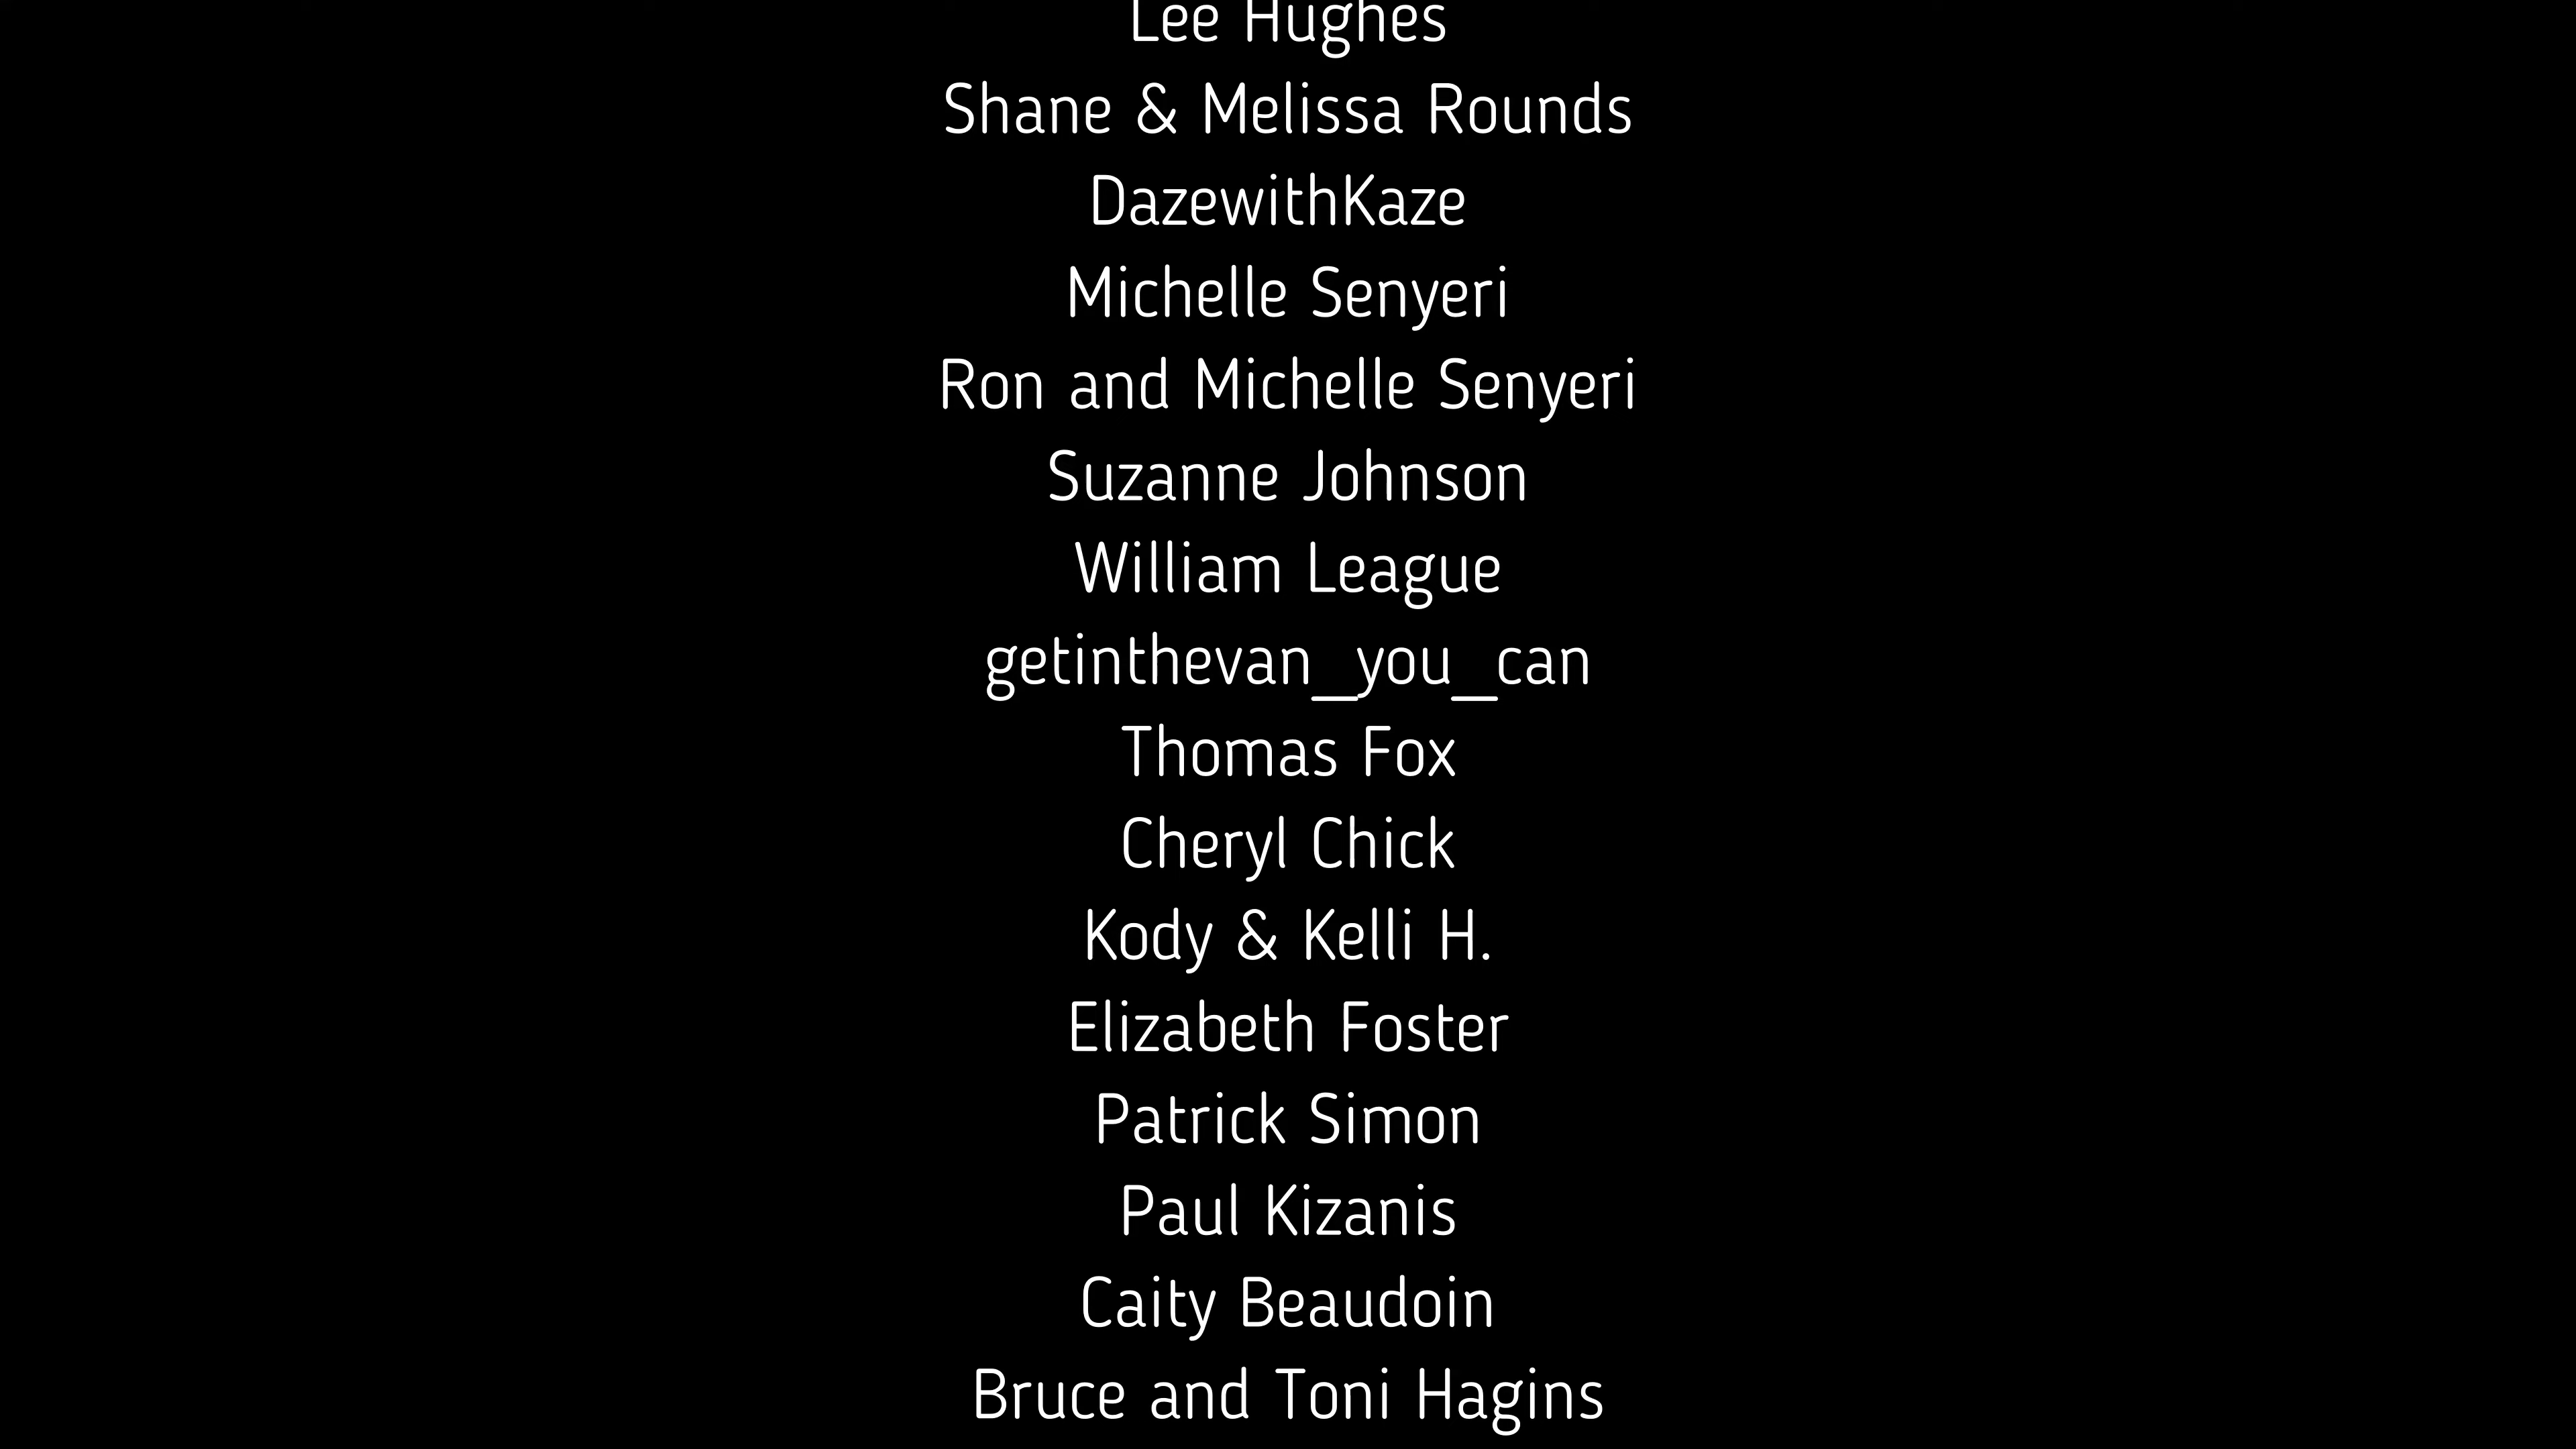 Lee Hughes
Shane & Melissa Rounds
DazewithKaze
Michelle Senyeri
Ron and Michelle Senyeri
Suzanne Johnson
William League
getinthevan_you_can
Thomas Fox
Cheryl Chick
Kody & Kelli H.
Elizabeth Foster
Patrick Simon
Paul Kizanis
Caity Beaudoin
Bruce and Toni Hagins